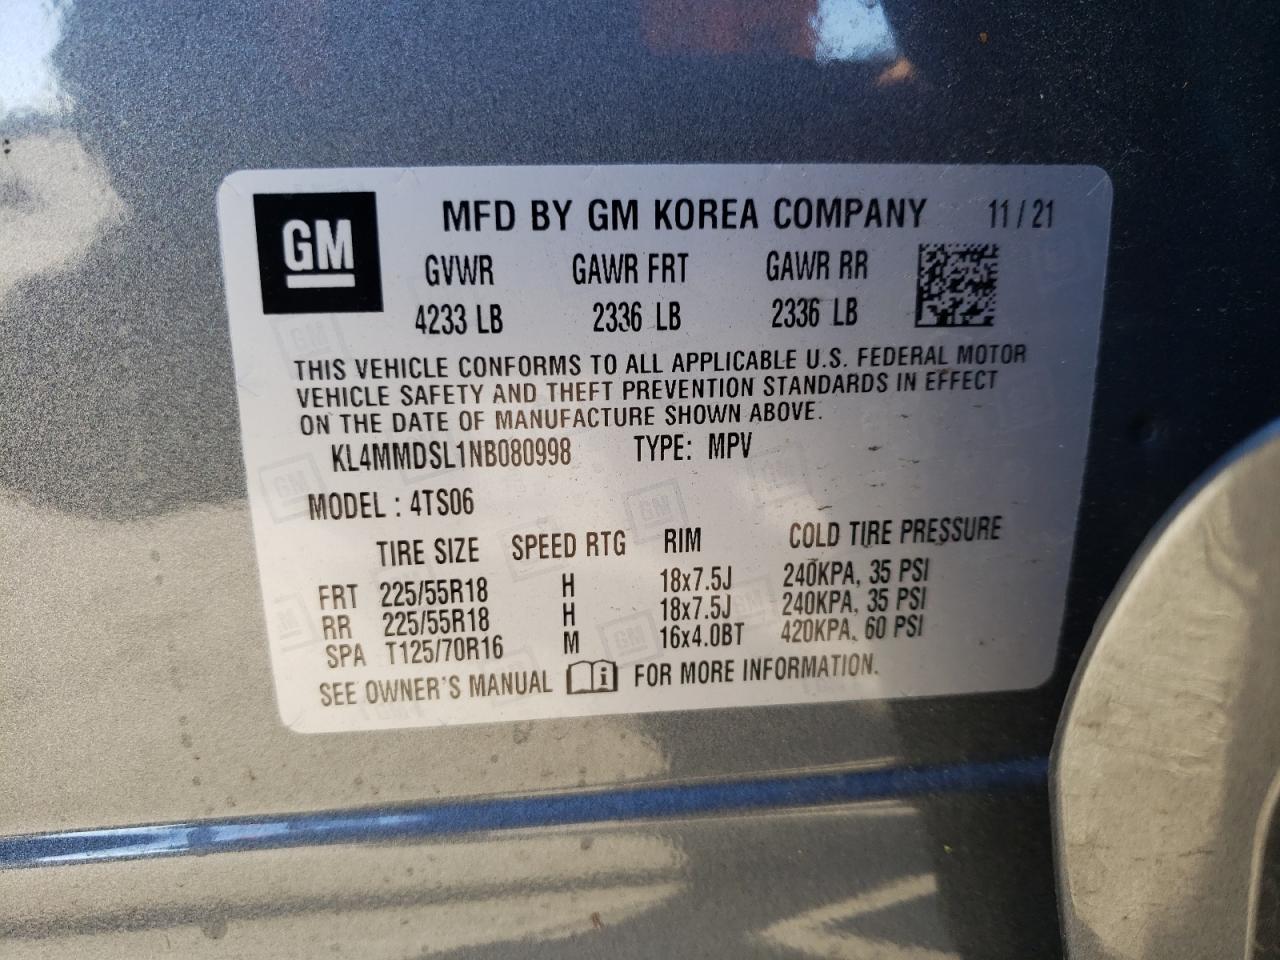 GM
MFD BY GM KOREA COMPANY 11/21
GVWR GAWR FRT GAWR RR
4233 LB 2336 LB 2336 LB
THIS VEHICLE CONFORMS TO ALL APPLICABLE U.S. FEDERAL MOTOR
VEHICLE SAFETY AND THEFT PREVENTION STANDARDS IN EFFECT
ON THE DATE OF MANUFACTURE SHOWN ABOVE.
KL4MMDSL1NB080998 TYPE: MPV
MODEL : 4TS06
TIRE SIZE SPEED RTG RIM COLD TIRE PRESSURE
FRT 225/55R18 H 18x7.5J 240KPA, 35 PSI
RR 225/55R18 H 18x7.5J 240KPA, 35 PSI
SPA T125/70R16 M 16x4.0BT 420KPA, 60 PSI
SEE OWNER'S MANUAL FOR MORE INFORMATION.